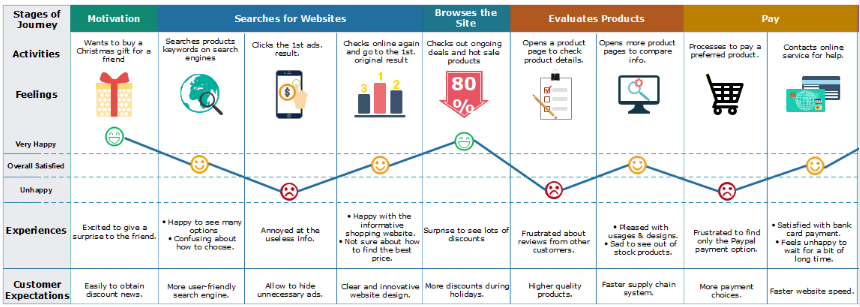 Stages of
Journey
Motivation
Searches for Websites
Browses the
Site
Evaluates Products
Pay
Activities
Wants to buy a
Christmas gift for a
friend
Searches products
keywords on search
engines
Clicks the 1st ads.
result.
Checks online again
and go to the 1st.
original result
Checks out ongoing
deals and hot sale
products
Opens a product
page to check
product details.
Opens more product
pages to compare
info.
Processes to pay a
preferred product.
Contacts online
service for help.
Feelings
3 1 2
80
%
Very Happy
Overall Satisfied
Unhappy
Experiences
Excited to give a
surprise to the friend.
• Happy to see many
options
• Confusing about
how to choose.
Annoyed at the
useless info.
• Happy with the
informative
shopping website.
• Not sure about how
to find the best
price.
Surprise to see lots of
discounts
Frustrated about
reviews from other
customers.
• Pleased with
usages & designs.
• Sad to see out of
stock products.
Frustrated to find
only the Paypal
payment option.
• Satisfied with bank
card payment.
• Feels unhappy to
wait for a bit of
long time.
Customer
Expectations
Easily to obtain
discount news.
More user-friendly
search engine.
Allow to hide
unnecessary ads.
Clear and innovative
website design.
More discounts during
holidays.
Higher quality
products.
Faster supply chain
system.
More payment
choices.
Faster website speed.